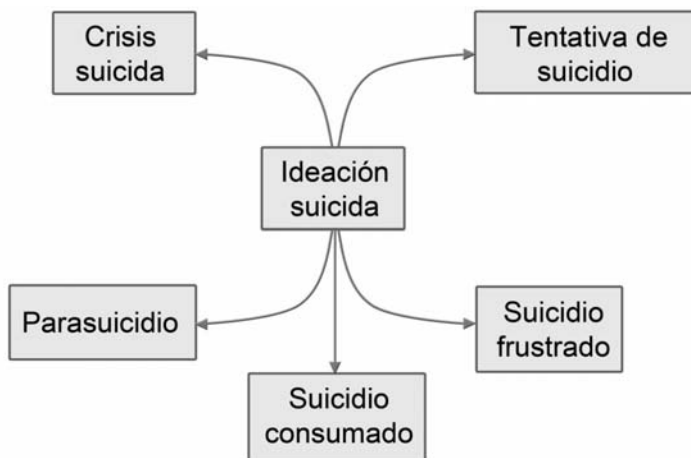 Crisis
suicida
Tentativa de
suicidio
Ideación
suicida
Parasuicidio
Suicidio
frustrado
Suicidio
consumado